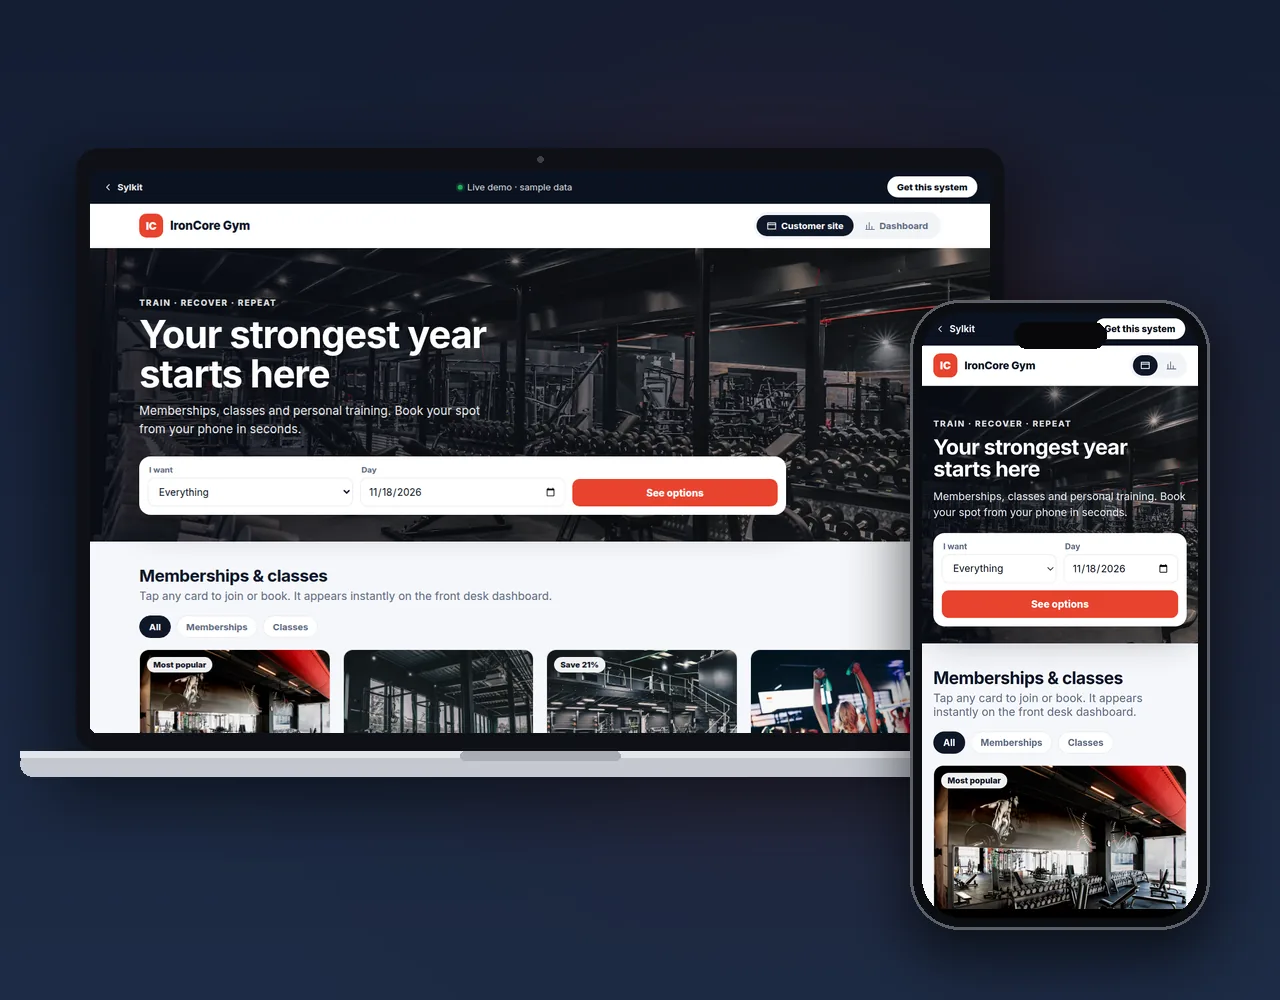 Sylkit
Live demo · sample data
Get this system
IC
IronCore Gym
Customer site
Dashboard
TRAIN · RECOVER · REPEAT
Your strongest year
starts here
Memberships, classes and personal training. Book your spot
from your phone in seconds.
I want
Day
Everything
11/18/2026
See options
Memberships & classes
Tap any card to join or book. It appears instantly on the front desk dashboard.
All
Memberships
Classes
Most popular
Save 21%
Sylkit
Get this system
IC
IronCore Gym
TRAIN · RECOVER · REPEAT
Your strongest year
starts here
Memberships, classes and personal training. Book
your spot from your phone in seconds.
I want
Day
Everything
11/18/2026
See options
Memberships & classes
Tap any card to join or book. It appears
instantly on the front desk dashboard.
All
Memberships
Classes
Most popular